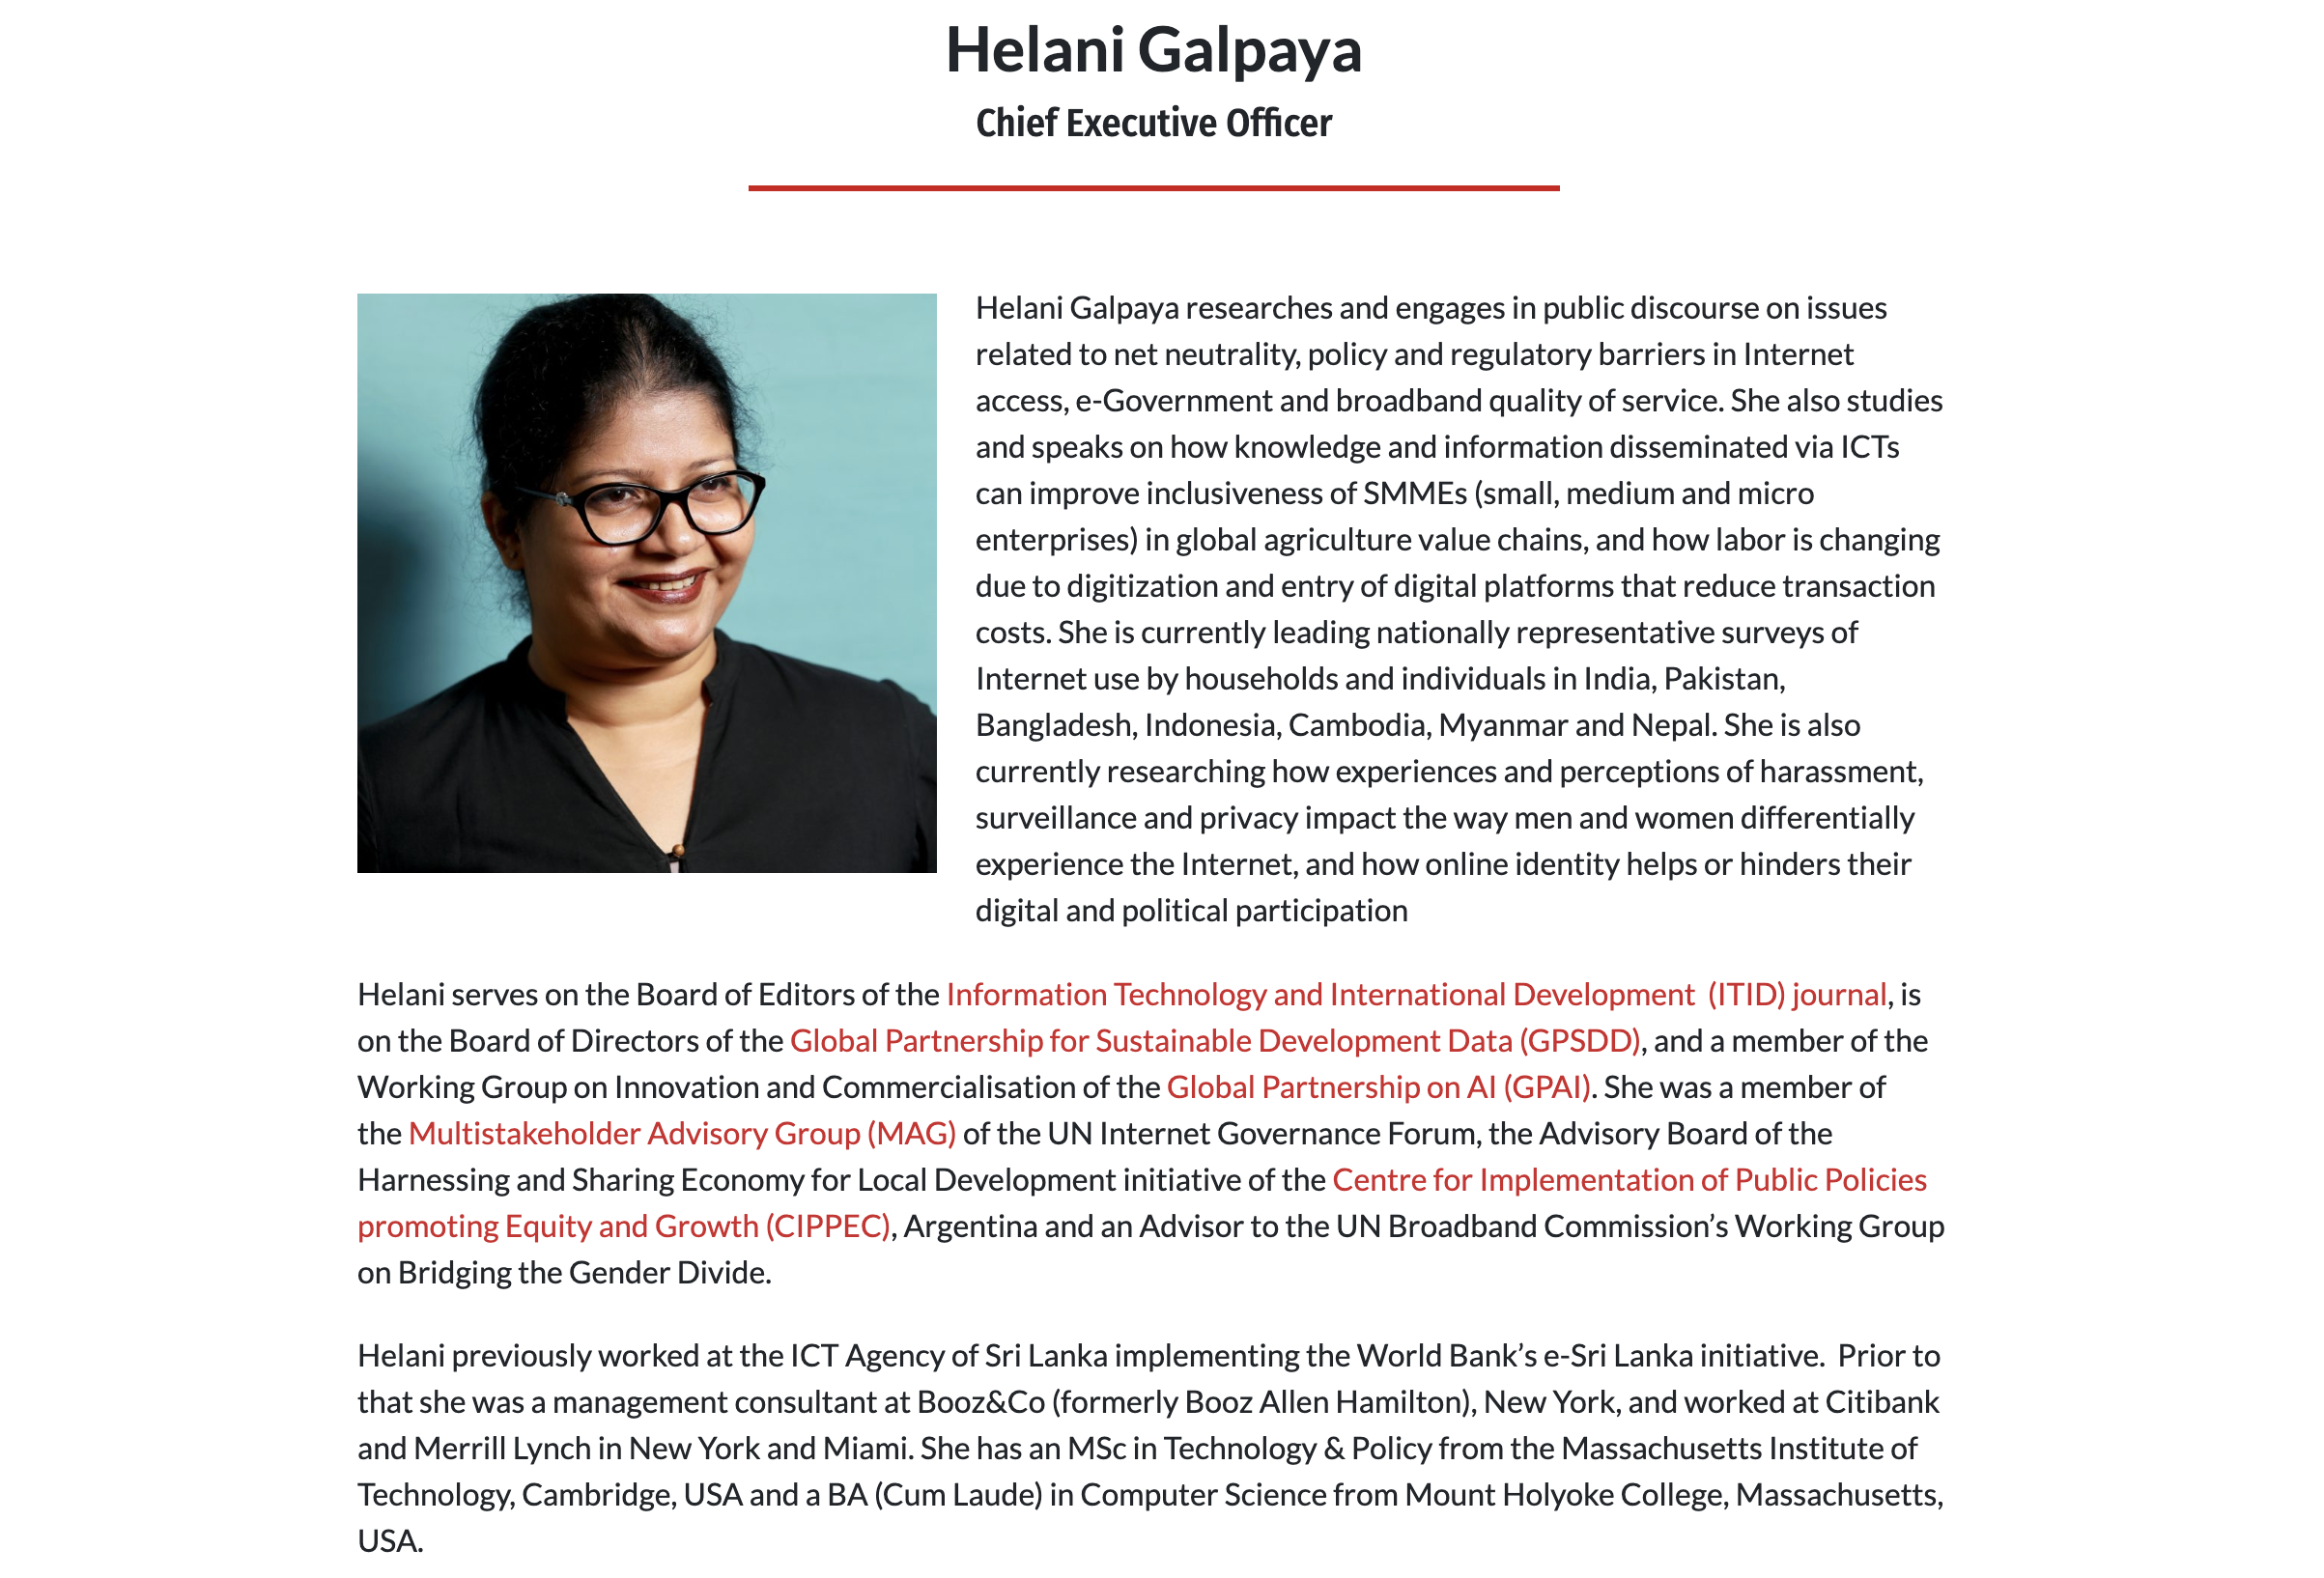 Helani Galpaya
Chief Executive Officer
Helani Galpaya researches and engages in public discourse on issues
related to net neutrality, policy and regulatory barriers in Internet
access, e-Government and broadband quality of service. She also studies
and speaks on how knowledge and information disseminated via ICTs
can improve inclusiveness of SMMEs (small, medium and micro
enterprises) in global agriculture value chains, and how labor is changing
due to digitization and entry of digital platforms that reduce transaction
costs. She is currently leading nationally representative surveys of
Internet use by households and individuals in India, Pakistan,
Bangladesh, Indonesia, Cambodia, Myanmar and Nepal. She is also
currently researching how experiences and perceptions of harassment,
surveillance and privacy impact the way men and women differentially
experience the Internet, and how online identity helps or hinders their
digital and political participation
Helani serves on the Board of Editors of the Information Technology and International Development  (ITID) journal, is
on the Board of Directors of the Global Partnership for Sustainable Development Data (GPSDD), and a member of the
Working Group on Innovation and Commercialisation of the Global Partnership on AI (GPAI). She was a member of
the Multistakeholder Advisory Group (MAG) of the UN Internet Governance Forum, the Advisory Board of the
Harnessing and Sharing Economy for Local Development initiative of the Centre for Implementation of Public Policies
promoting Equity and Growth (CIPPEC), Argentina and an Advisor to the UN Broadband Commission’s Working Group
on Bridging the Gender Divide.
Helani previously worked at the ICT Agency of Sri Lanka implementing the World Bank’s e-Sri Lanka initiative.  Prior to
that she was a management consultant at Booz&Co (formerly Booz Allen Hamilton), New York, and worked at Citibank
and Merrill Lynch in New York and Miami. She has an MSc in Technology & Policy from the Massachusetts Institute of
Technology, Cambridge, USA and a BA (Cum Laude) in Computer Science from Mount Holyoke College, Massachusetts,
USA.